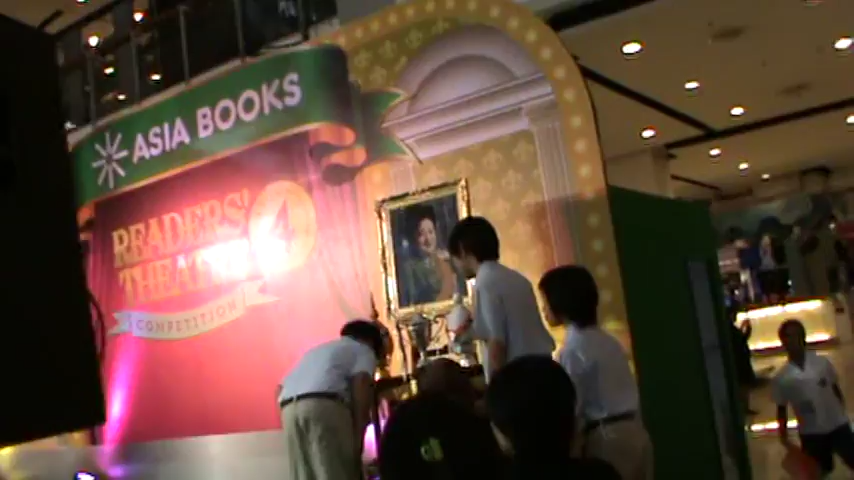 ASIA BOOKS
READERS'
THEATRE
4
COMPETITION